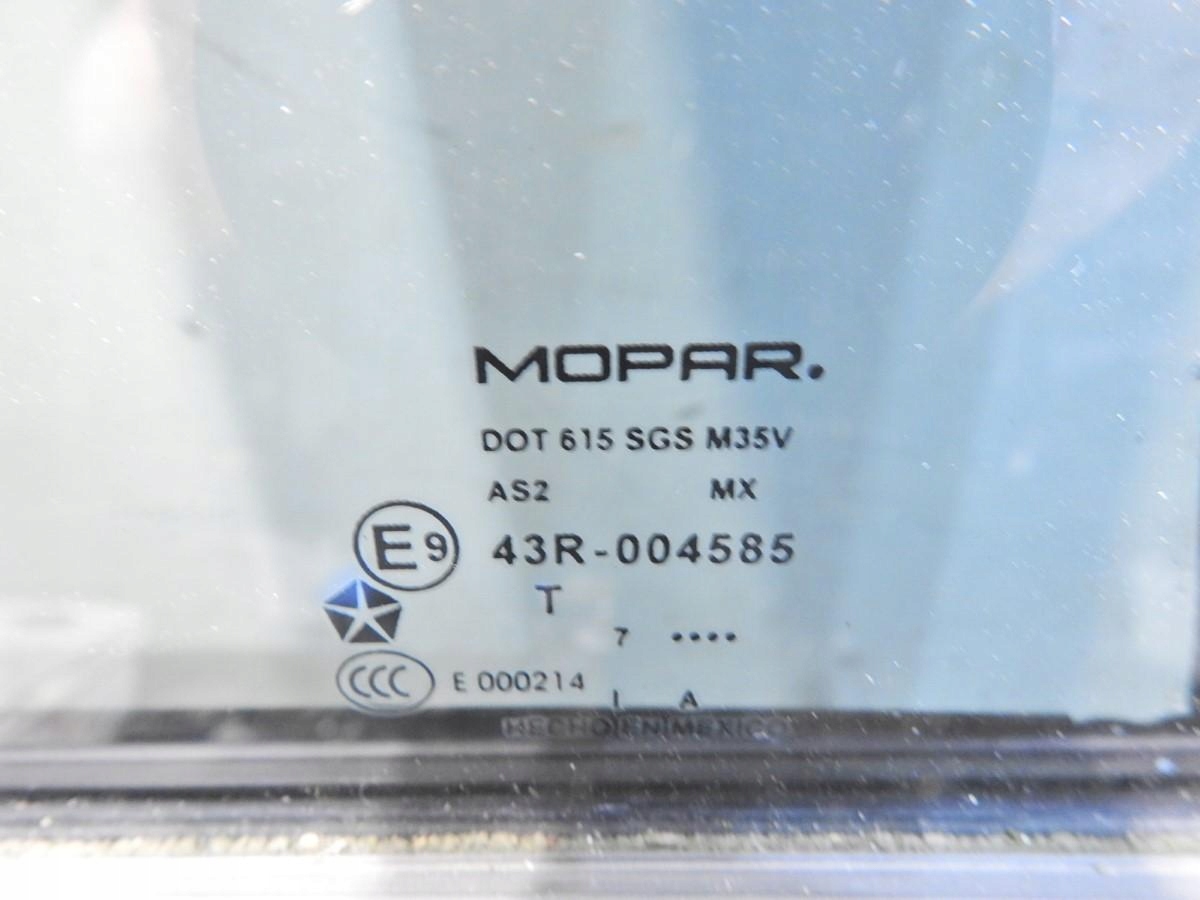 MOPAR.
DOT 615 SGS M35V
AS2 MX
E9 43R-004585
T
7 ••••
CCC E 000214
I A
HECHO EN MEXICO